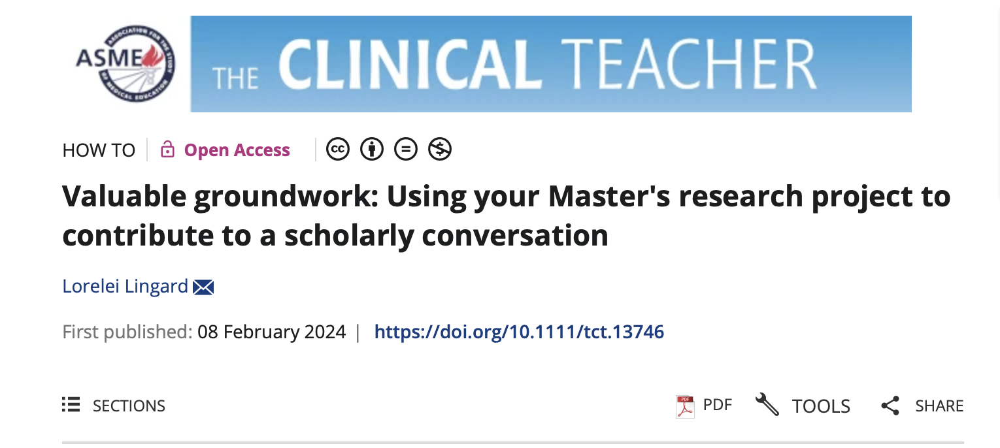 ASME
ASSOCIATION FOR THE STUDY
OF MEDICAL EDUCATION
THE CLINICAL TEACHER
HOW TO
Open Access
cc
Valuable groundwork: Using your Master's research project to
contribute to a scholarly conversation
Lorelei Lingard
First published: 08 February 2024 | https://doi.org/10.1111/tct.13746
SECTIONS
PDF
PDF
TOOLS
SHARE